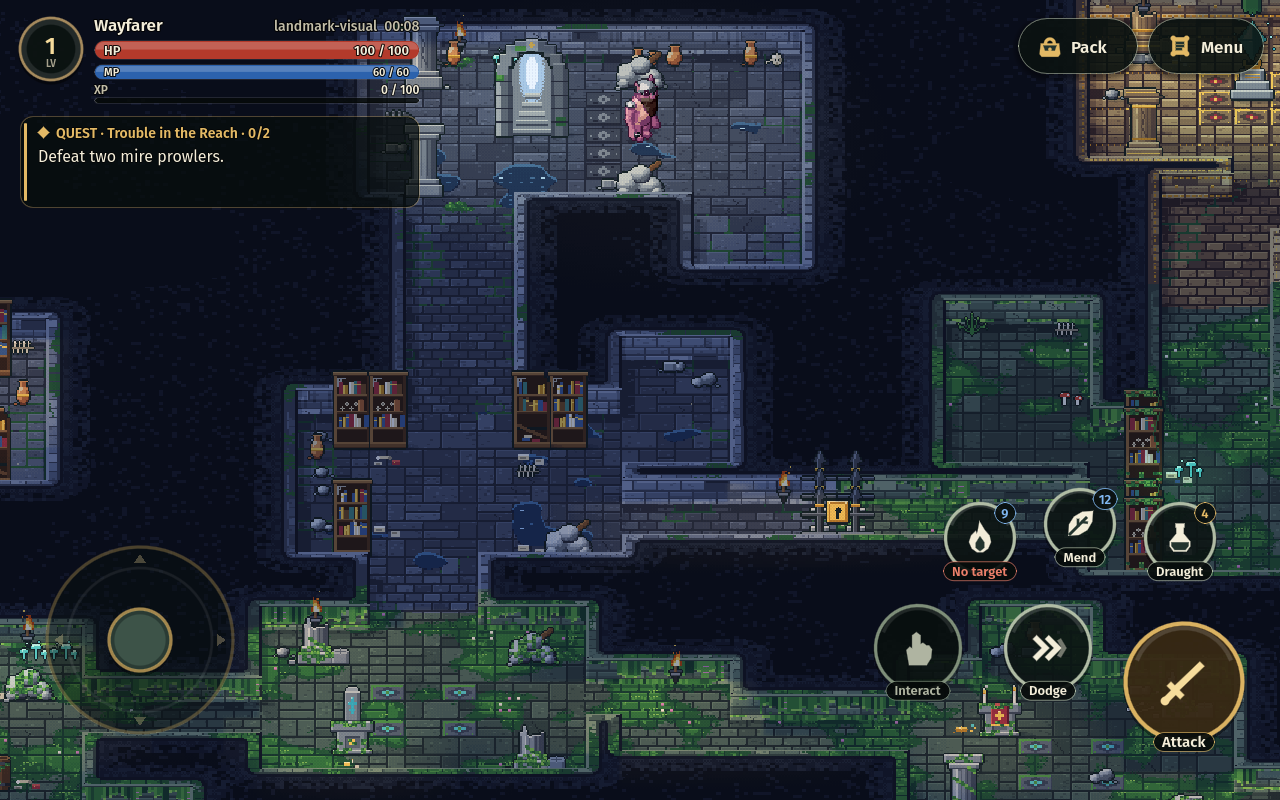 1
LV
Wayfarer
landmark-visual 00:08
HP 100 / 100
MP 60 / 60
XP 0 / 100
QUEST · Trouble in the Reach · 0/2
Defeat two mire prowlers.
Pack
Menu
9
No target
12
Mend
4
Draught
Interact
Dodge
Attack